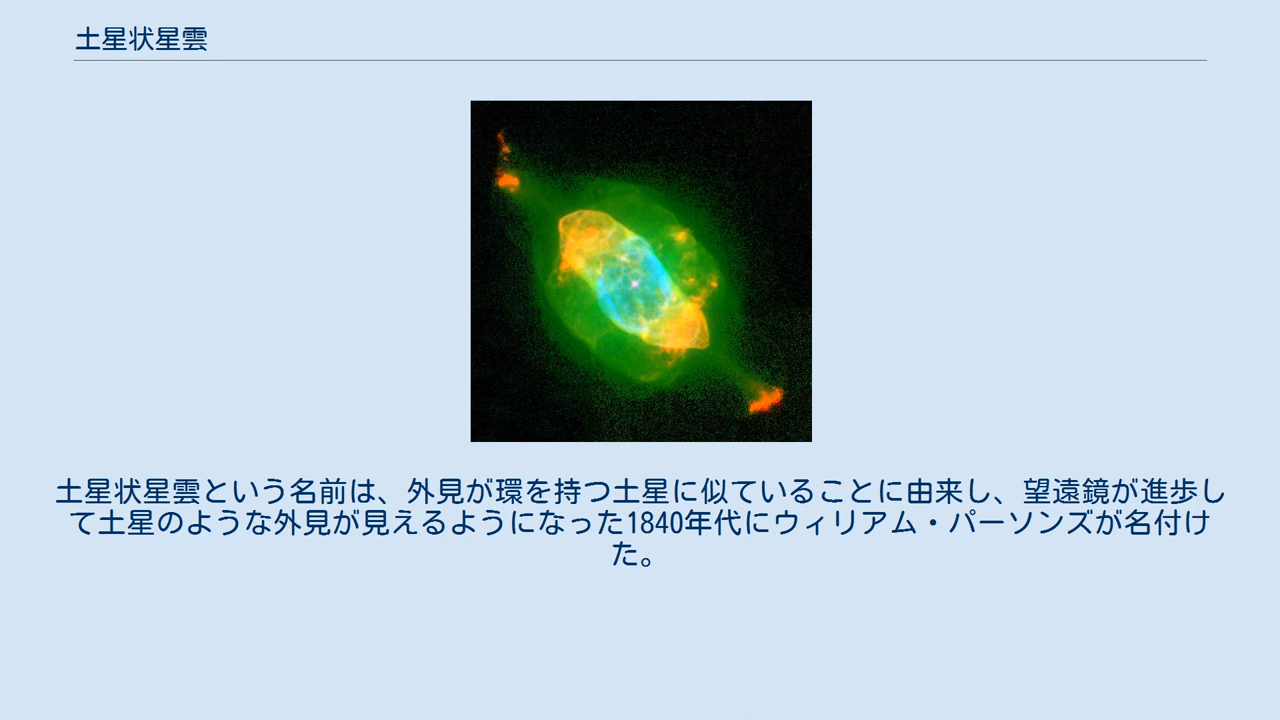 土星状星雲
土星状星雲という名前は、外見が環を持つ土星に似ていることに由来し、望遠鏡が進歩し
て土星のような外見が見えるようになった1840年代にウィリアム・パーソンズが名付け
た。